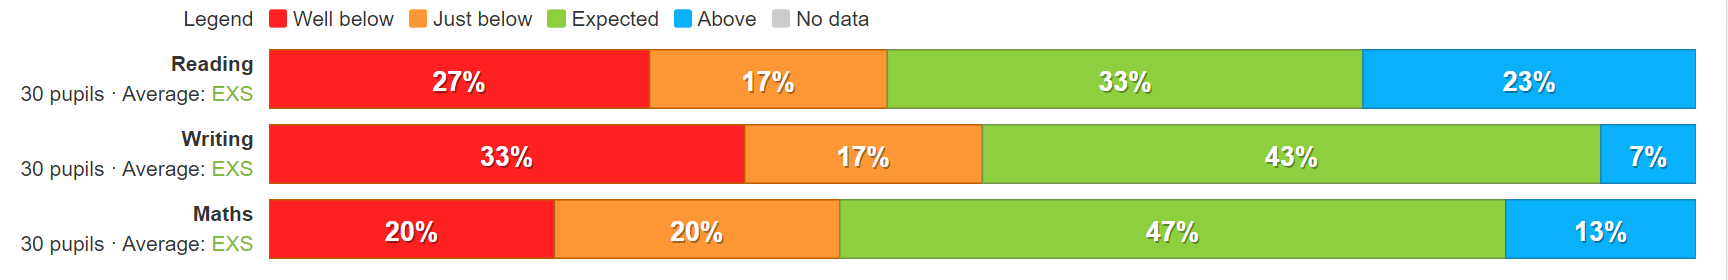 Legend Well below Just below Expected Above No data
Reading
30 pupils · Average: EXS
27% 17% 33% 23%
Writing
30 pupils · Average: EXS
33% 17% 43% 7%
Maths
30 pupils · Average: EXS
20% 20% 47% 13%